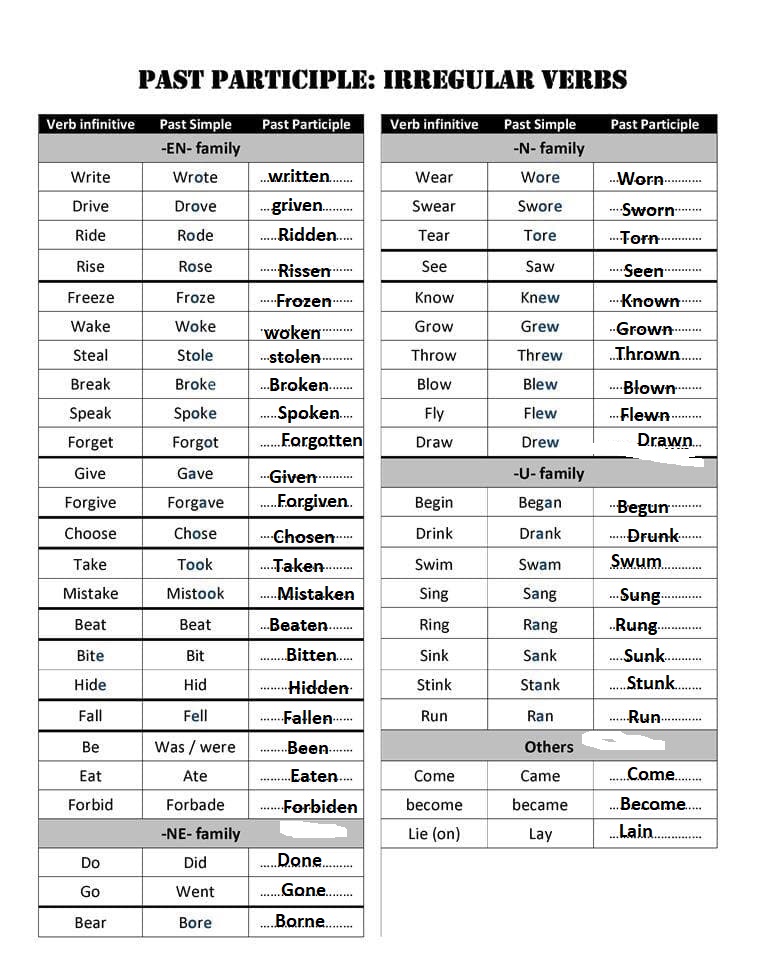 PAST PARTICIPLE: IRREGULAR VERBS
Verb infinitive Past Simple Past Participle
-EN- family
Write Wrote written
Drive Drove griven
Ride Rode Ridden
Rise Rose Rissen
Freeze Froze Frozen
Wake Woke woken
Steal Stole stolen
Break Broke Broken
Speak Spoke Spoken
Forget Forgot Forgotten
Give Gave Given
Forgive Forgave Forgiven
Choose Chose Chosen
Take Took Taken
Mistake Mistook Mistaken
Beat Beat Beaten
Bite Bit Bitten
Hide Hid Hidden
Fall Fell Fallen
Be Was / were Been
Eat Ate Eaten
Forbid Forbade Forbiden
-NE- family
Do Did Done
Go Went Gone
Bear Bore Borne
Verb infinitive Past Simple Past Participle
-N- family
Wear Wore Worn
Swear Swore Sworn
Tear Tore Torn
See Saw Seen
Know Knew Known
Grow Grew Grown
Throw Threw Thrown
Blow Blew Blown
Fly Flew Flewn
Draw Drew Drawn
-U- family
Begin Began Begun
Drink Drank Drunk
Swim Swam Swum
Sing Sang Sung
Ring Rang Rung
Sink Sank Sunk
Stink Stank Stunk
Run Ran Run
Others
Come Came Come
become became Become
Lie (on) Lay Lain